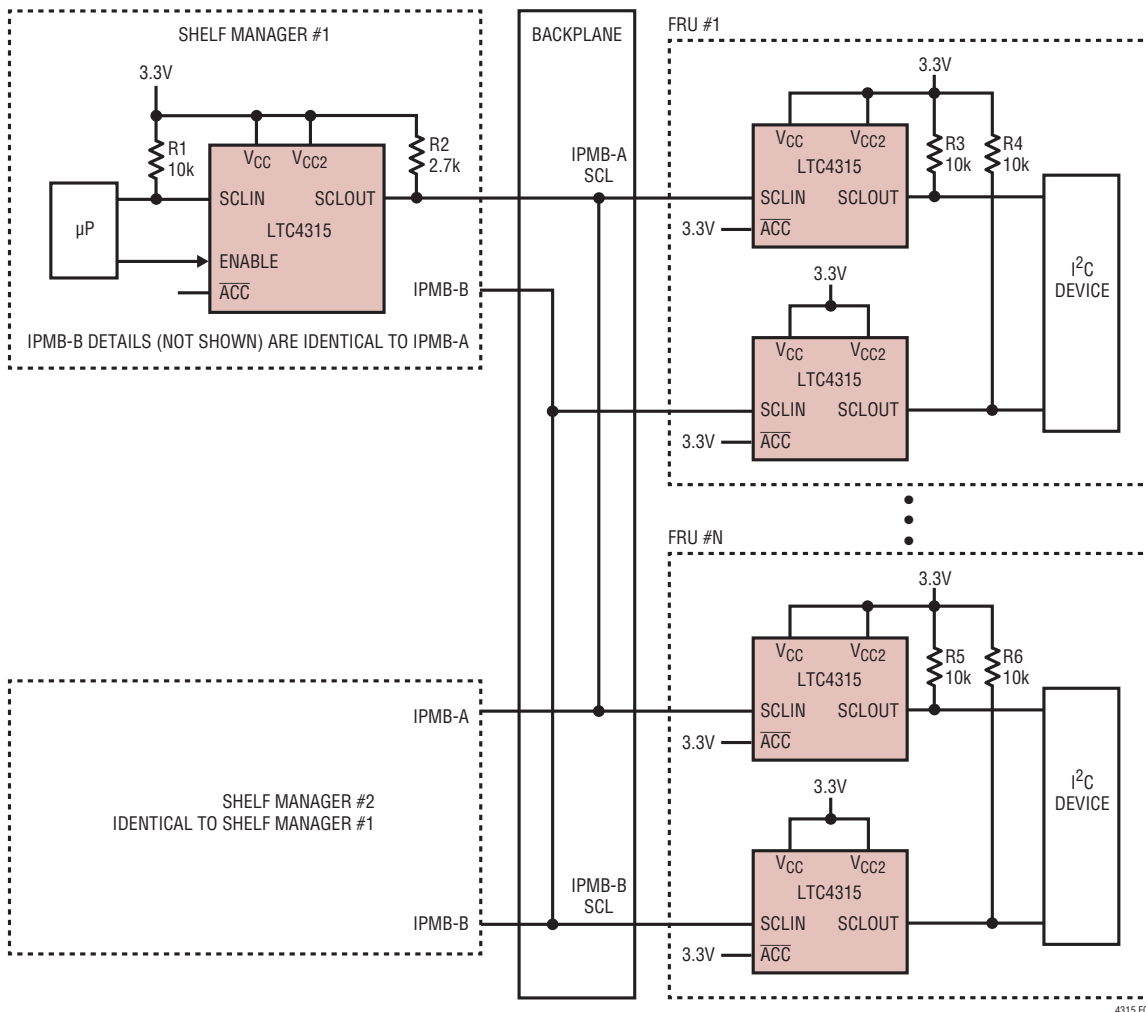 SHELF MANAGER #1
3.3V
R1
10k
VCC VCC2
R2
2.7k
µP
SCLIN SCLOUT
LTC4315
ENABLE
ACC
IPMB-B
IPMB-B DETAILS (NOT SHOWN) ARE IDENTICAL TO IPMB-A
BACKPLANE
IPMB-A
SCL
FRU #1
3.3V
VCC VCC2
LTC4315
R3
10k
R4
10k
SCLIN SCLOUT
3.3V
ACC
I2C
DEVICE
3.3V
VCC VCC2
LTC4315
SCLIN SCLOUT
3.3V
ACC
FRU #N
3.3V
VCC VCC2
LTC4315
R5
10k
R6
10k
SCLIN SCLOUT
3.3V
ACC
I2C
DEVICE
3.3V
VCC VCC2
LTC4315
SCLIN SCLOUT
3.3V
ACC
IPMB-A
SHELF MANAGER #2
IDENTICAL TO SHELF MANAGER #1
IPMB-B
IPMB-B
SCL
4315